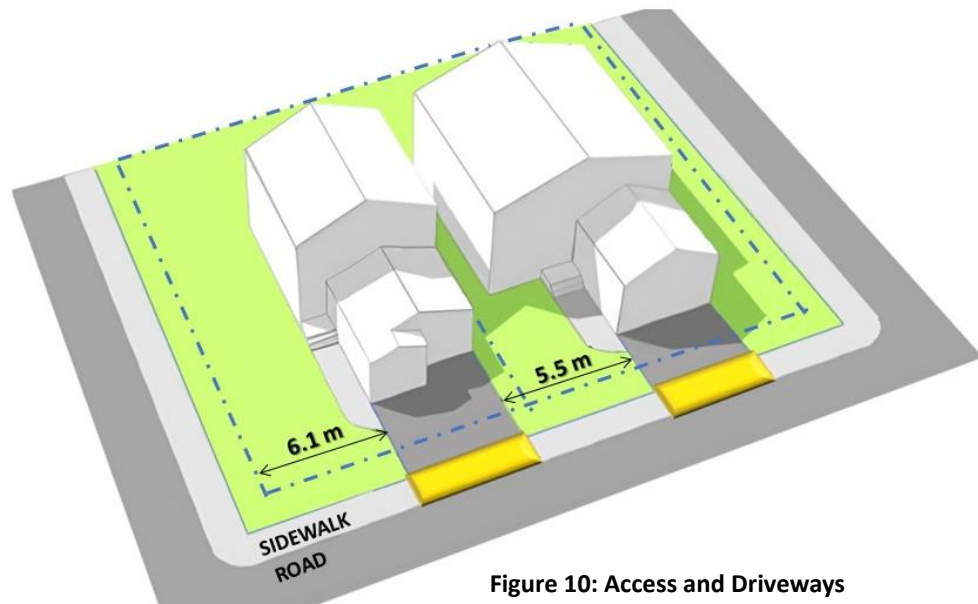 5.5 m
6.1 m
SIDEWALK
ROAD
Figure 10: Access and Driveways